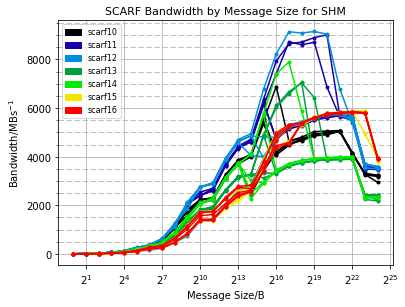 SCARF Bandwidth by Message Size for SHM
scarf10
scarf11
scarf12
scarf13
scarf14
scarf15
scarf16
Bandwidth/MBs⁻¹
8000
6000
4000
2000
0
2¹ 2⁴ 2⁷ 2¹⁰ 2¹³ 2¹⁶ 2¹⁹ 2²² 2²⁵
Message Size/B